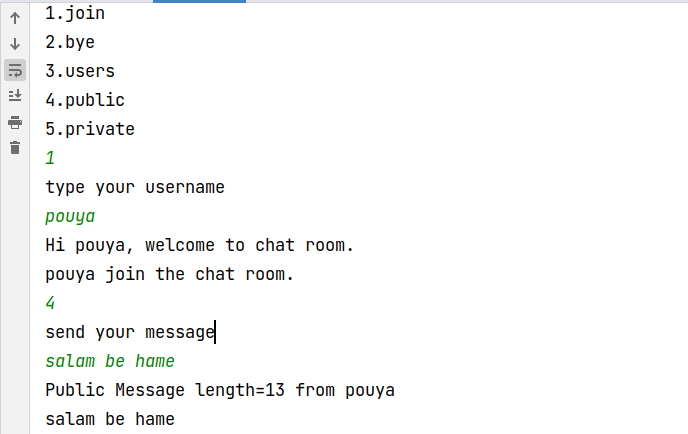 1.join
2.bye
3.users
4.public
5.private
1
type your username
pouya
Hi pouya, welcome to chat room.
pouya join the chat room.
4
send your message
salam be hame
Public Message length=13 from pouya
salam be hame